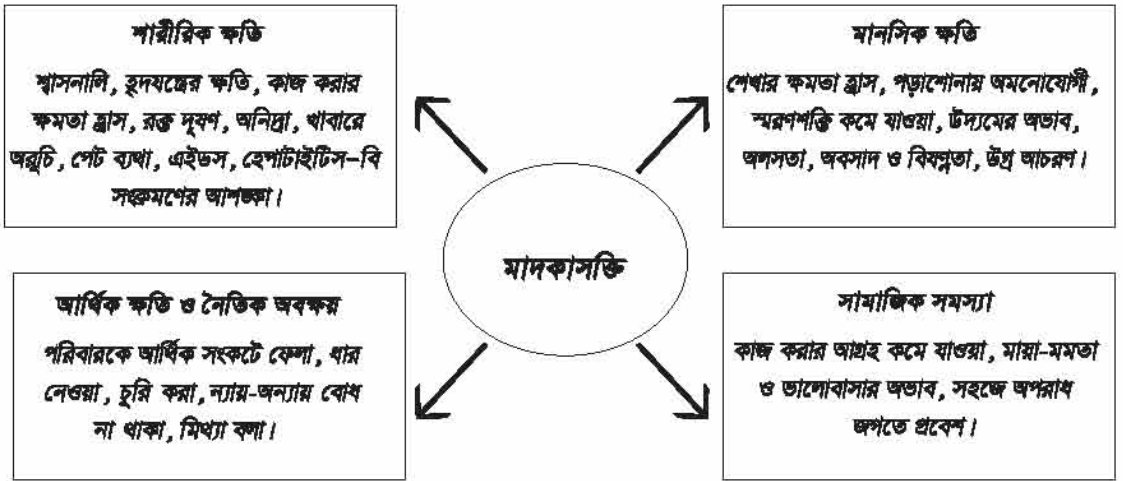 শারীরিক ক্ষতি
শ্বাসনালি, হৃদযন্ত্রের ক্ষতি, কাজ করার
ক্ষমতা হ্রাস, রক্ত দূষণ, অনিদ্রা, খাবারে
অরুচি, পেট ব্যথা, এইডস, হেপাটাইটিস-বি
সংক্রমণের আশঙ্কা।
মানসিক ক্ষতি
শেখার ক্ষমতা হ্রাস, পড়াশোনায় অমনোযোগী,
স্মরণশক্তি কমে যাওয়া, উদ্যমের অভাব,
অলসতা, অবসাদ ও বিষণ্নতা, উগ্র আচরণ।
মাদকাসক্তি
আর্থিক ক্ষতি ও নৈতিক অবক্ষয়
পরিবারকে আর্থিক সংকটে ফেলা, ধার
নেওয়া, চুরি করা, ন্যায়-অন্যায় বোধ
না থাকা, মিথ্যা বলা।
সামাজিক সমস্যা
কাজ করার আগ্রহ কমে যাওয়া, মায়া-মমতা
ও ভালোবাসার অভাব, সহজে অপরাধ
জগতে প্রবেশ।